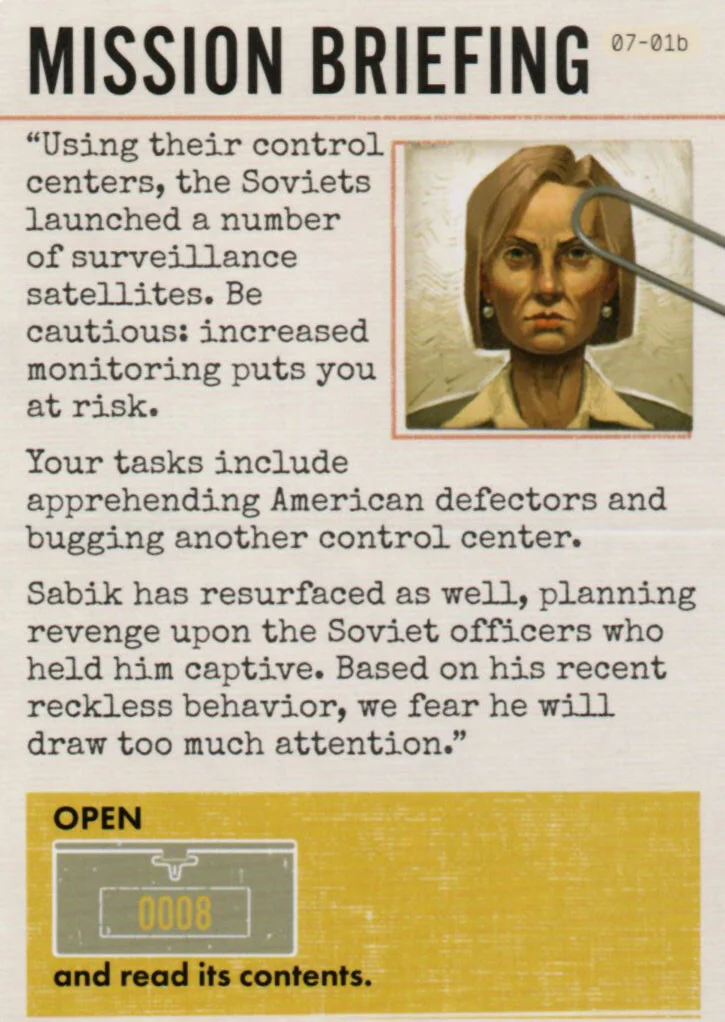 MISSION BRIEFING 07-01b
“Using their control
centers, the Soviets
launched a number
of surveillance
satellites. Be
cautious: increased
monitoring puts you
at risk.
Your tasks include
apprehending American defectors and
bugging another control center.
Sabik has resurfaced as well, planning
revenge upon the Soviet officers who
held him captive. Based on his recent
reckless behavior, we fear he will
draw too much attention.”
OPEN
0008
and read its contents.